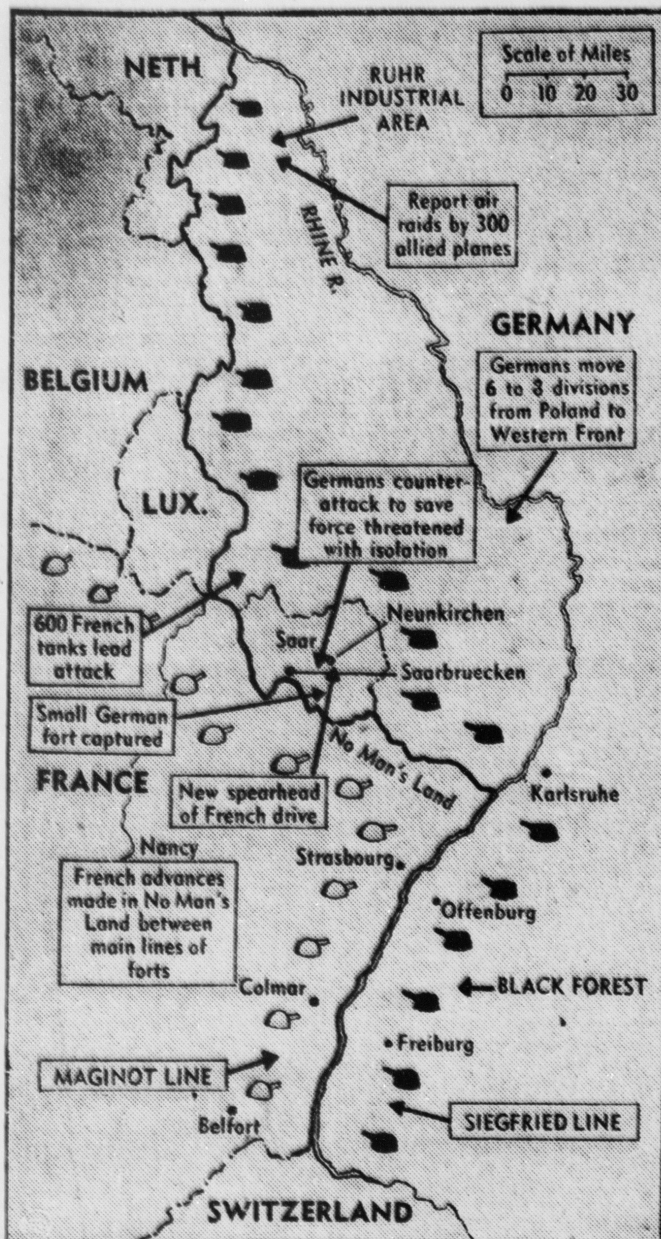 NETH.
RUHR
INDUSTRIAL
AREA
Scale of Miles
0 10 20 30
Report air
raids by 300
allied planes
RHINE R.
GERMANY
BELGIUM
Germans move
6 to 8 divisions
from Poland to
Western Front
LUX.
Germans counter-
attack to save
force threatened
with isolation
600 French
tanks lead
attack
Neunkirchen
Saar
Saarbruecken
Small German
fort captured
No Man's Land
FRANCE
New spearhead
of French drive
Karlsruhe
Nancy
Strasbourg
French advances
made in No Man's
Land between
main lines of
forts
Offenburg
Colmar
BLACK FOREST
Freiburg
MAGINOT LINE
Belfort
SIEGFRIED LINE
SWITZERLAND